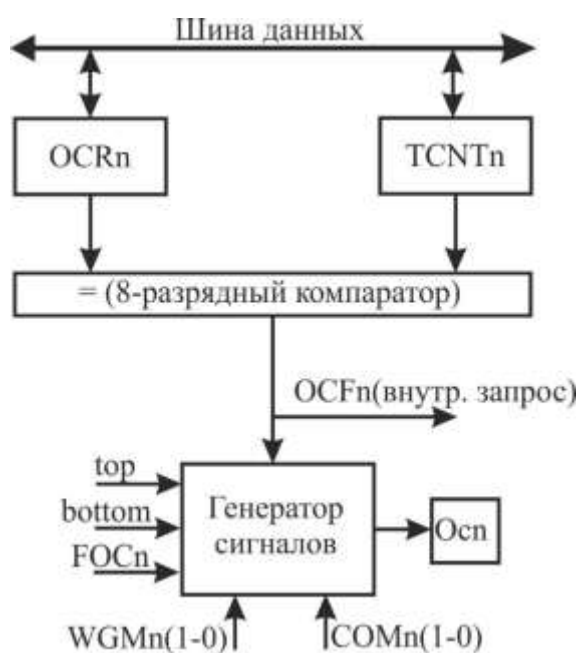 Шина данных
OCRn
TCNTn
= (8-разрядный компаратор)
OCFn(внутр. запрос)
top
bottom
FOCn
Генератор
сигналов
Ocn
WGMn(1-0)
COMn(1-0)